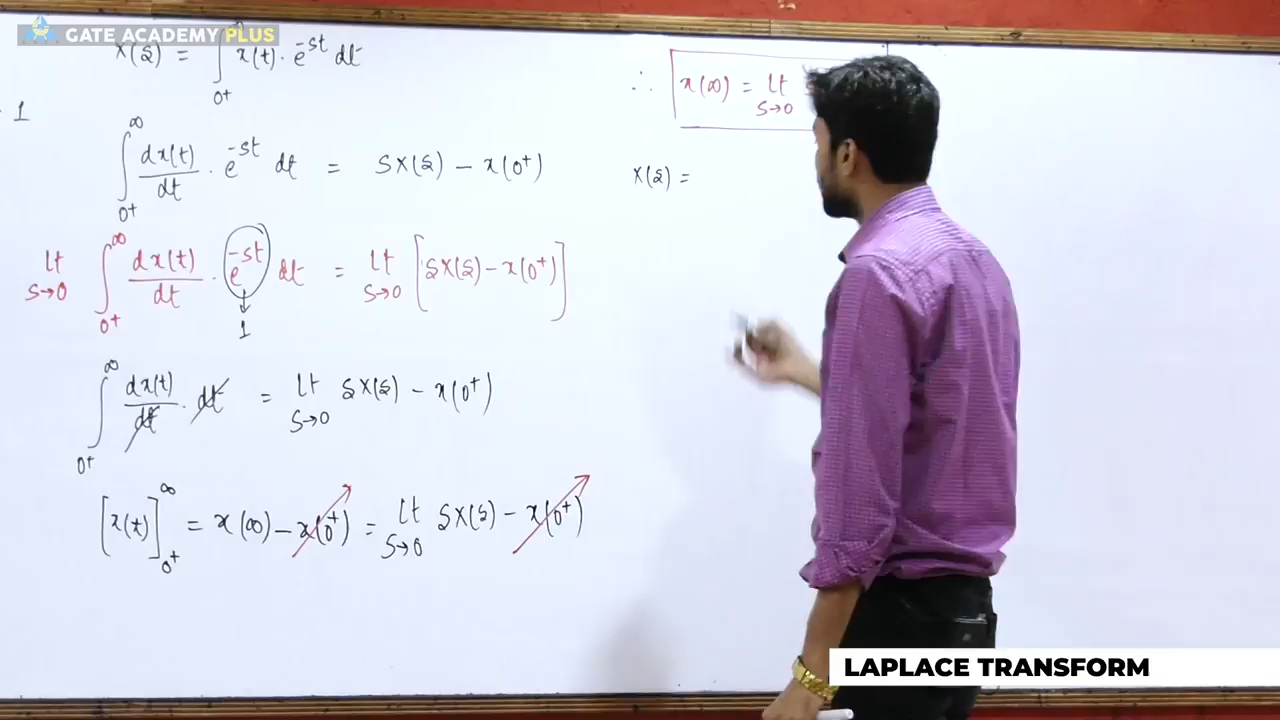 GATE ACADEMY PLUS
X(s) = ∫₀₊ x(t)· e^-st dt
- 1
∫₀₊^∞ dx(t)/dt · e^-st dt = sX(s) - x(0⁺)
Lt s→0 ∫₀₊^∞ dx(t)/dt · e^-st dt = Lt s→0 [sX(s) - x(0⁺)]
1
∫₀₊^∞ dx(t)/dt · dt = Lt s→0 sX(s) - x(0⁺)
[x(t)]₀₊^∞ = x(∞) - x(0⁺) = Lt s→0 sX(s) - x(0⁺)
∴ x(∞) = Lt s→0
X(s) =
LAPLACE TRANSFORM